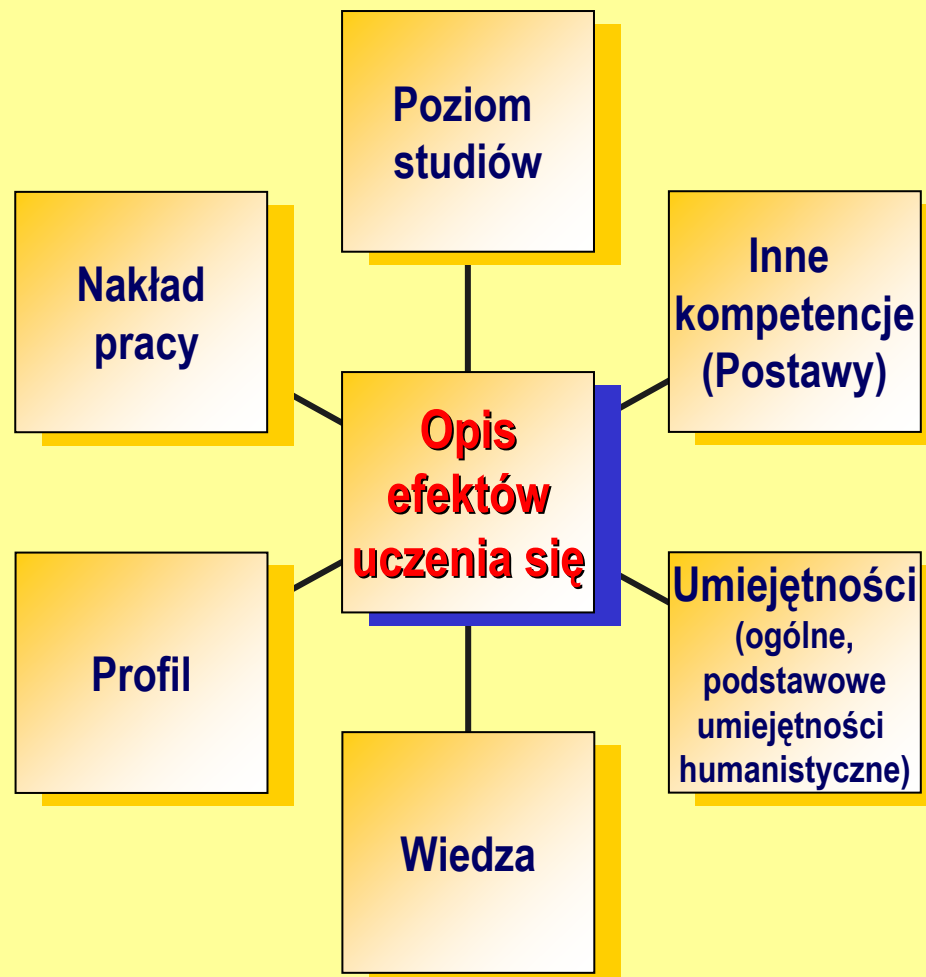 Poziom
studiów
Nakład
pracy
Inne
kompetencje
(Postawy)
Opis
efektów
uczenia się
Profil
Umiejętności
(ogólne,
podstawowe
umiejętności
humanistyczne)
Wiedza